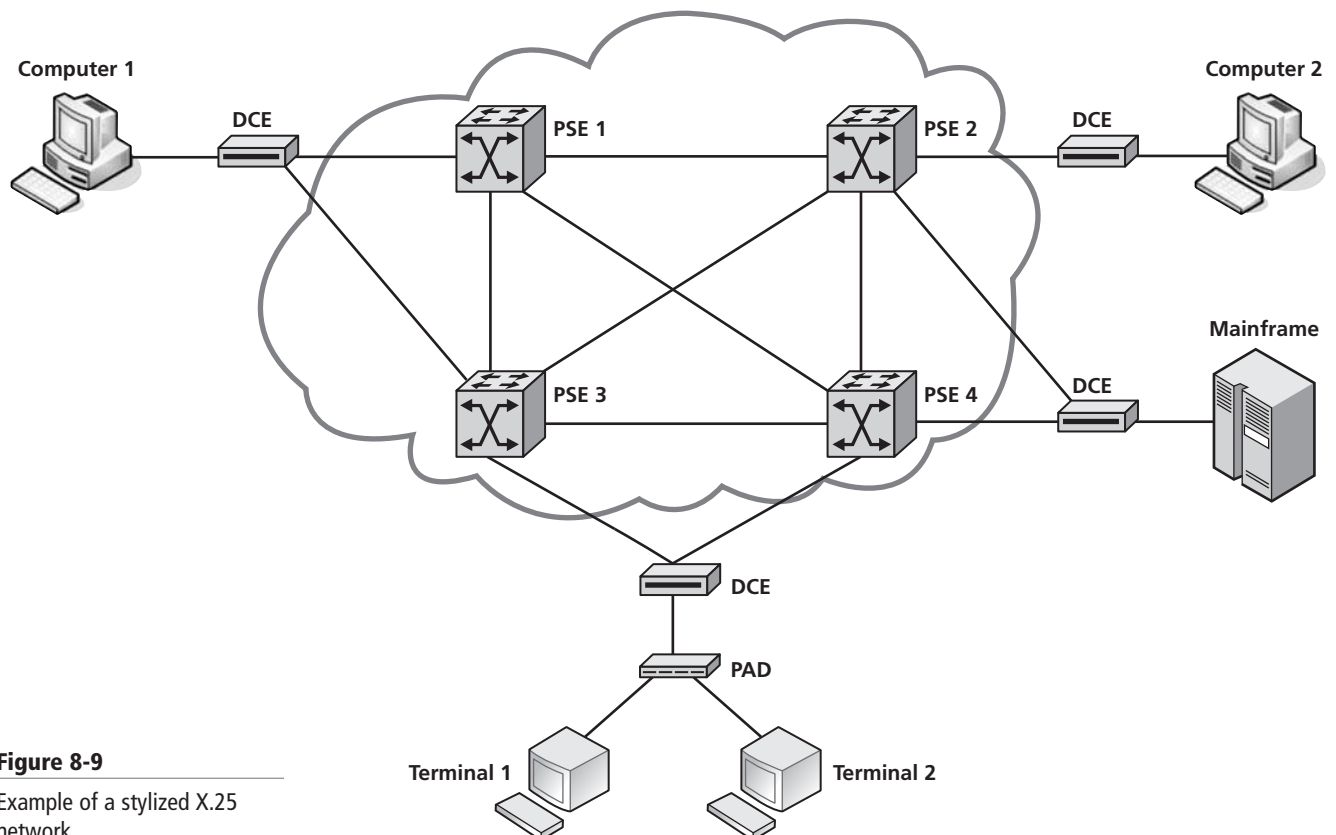 Computer 1
Computer 2
DCE
PSE 1
PSE 2
DCE
Mainframe
PSE 3
PSE 4
DCE
DCE
PAD
Terminal 1
Terminal 2
Figure 8-9
Example of a stylized X.25
network